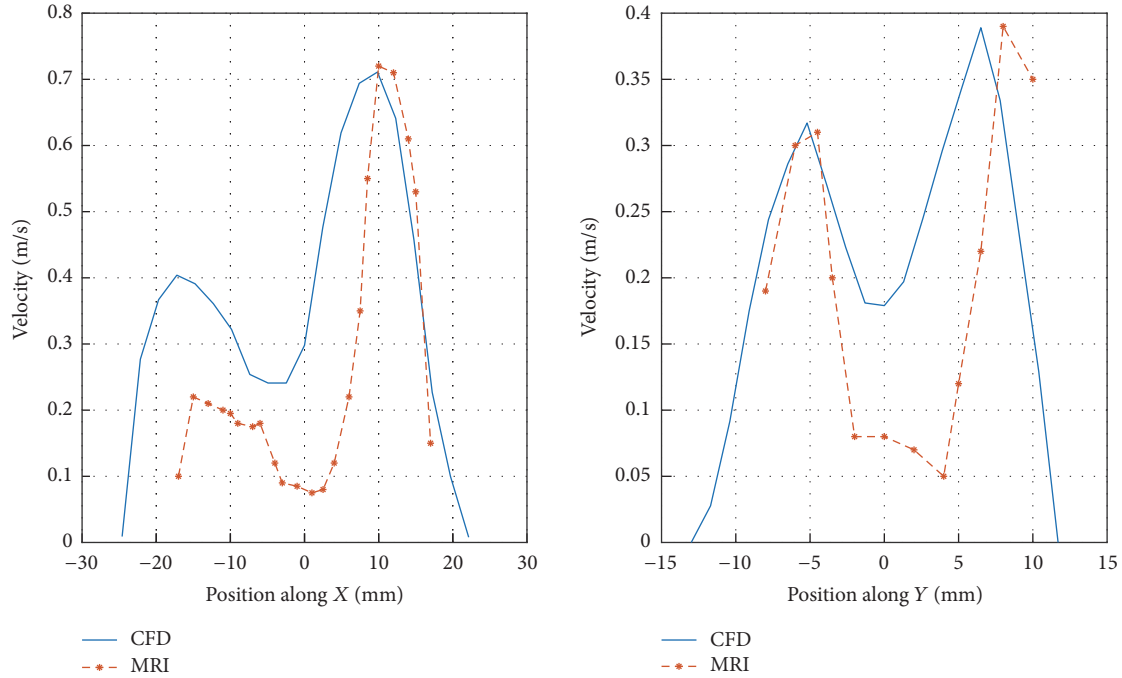 0.8
0.7
0.6
0.5
0.4
0.3
0.2
0.1
0
Velocity (m/s)
−30 −20 −10 0 10 20 30
Position along X (mm)
CFD
MRI
0.4
0.35
0.3
0.25
0.2
0.15
0.1
0.05
0
Velocity (m/s)
−15 −10 −5 0 5 10 15
Position along Y (mm)
CFD
MRI